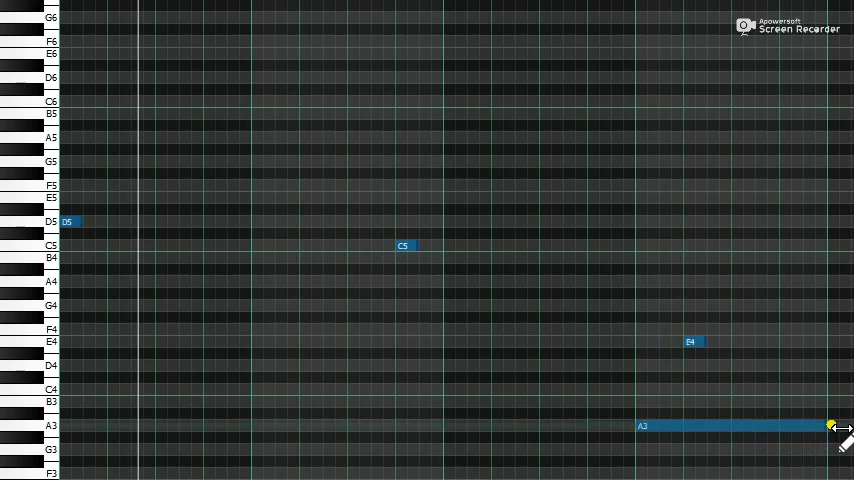 G6
Apowersoft
Screen Recorder
F6
E6
D6
C6
B5
A5
G5
F5
E5
D5 D5
C5 C5
B4
A4
G4
F4
E4 E4
D4
C4
B3
A3 A3
G3
F3